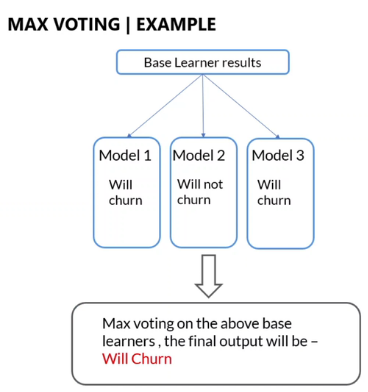 MAX VOTING | EXAMPLE
Base Learner results
Model 1
Will
churn
Model 2
Will not
churn
Model 3
Will
churn
Max voting on the above base
learners , the final output will be –
Will Churn